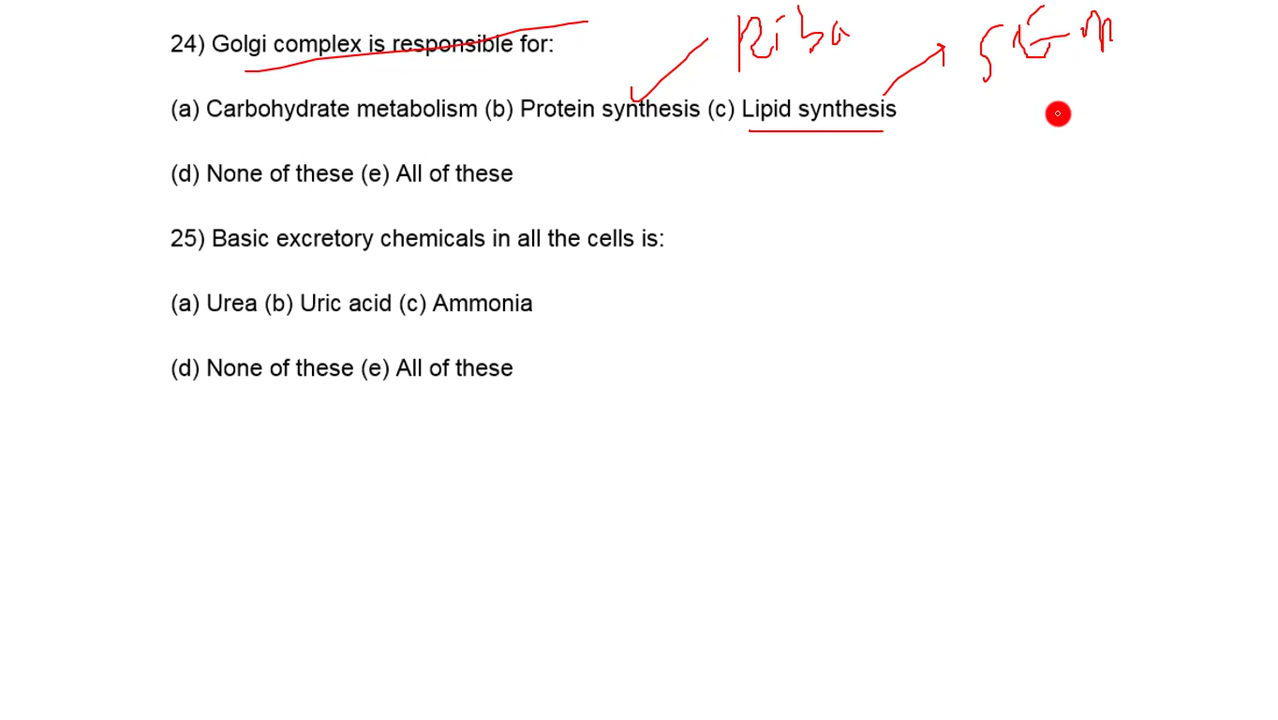 Riba
24) Golgi complex is responsible for:
(a) Carbohydrate metabolism (b) Protein synthesis (c) Lipid synthesis
(d) None of these (e) All of these
25) Basic excretory chemicals in all the cells is:
(a) Urea (b) Uric acid (c) Ammonia
(d) None of these (e) All of these